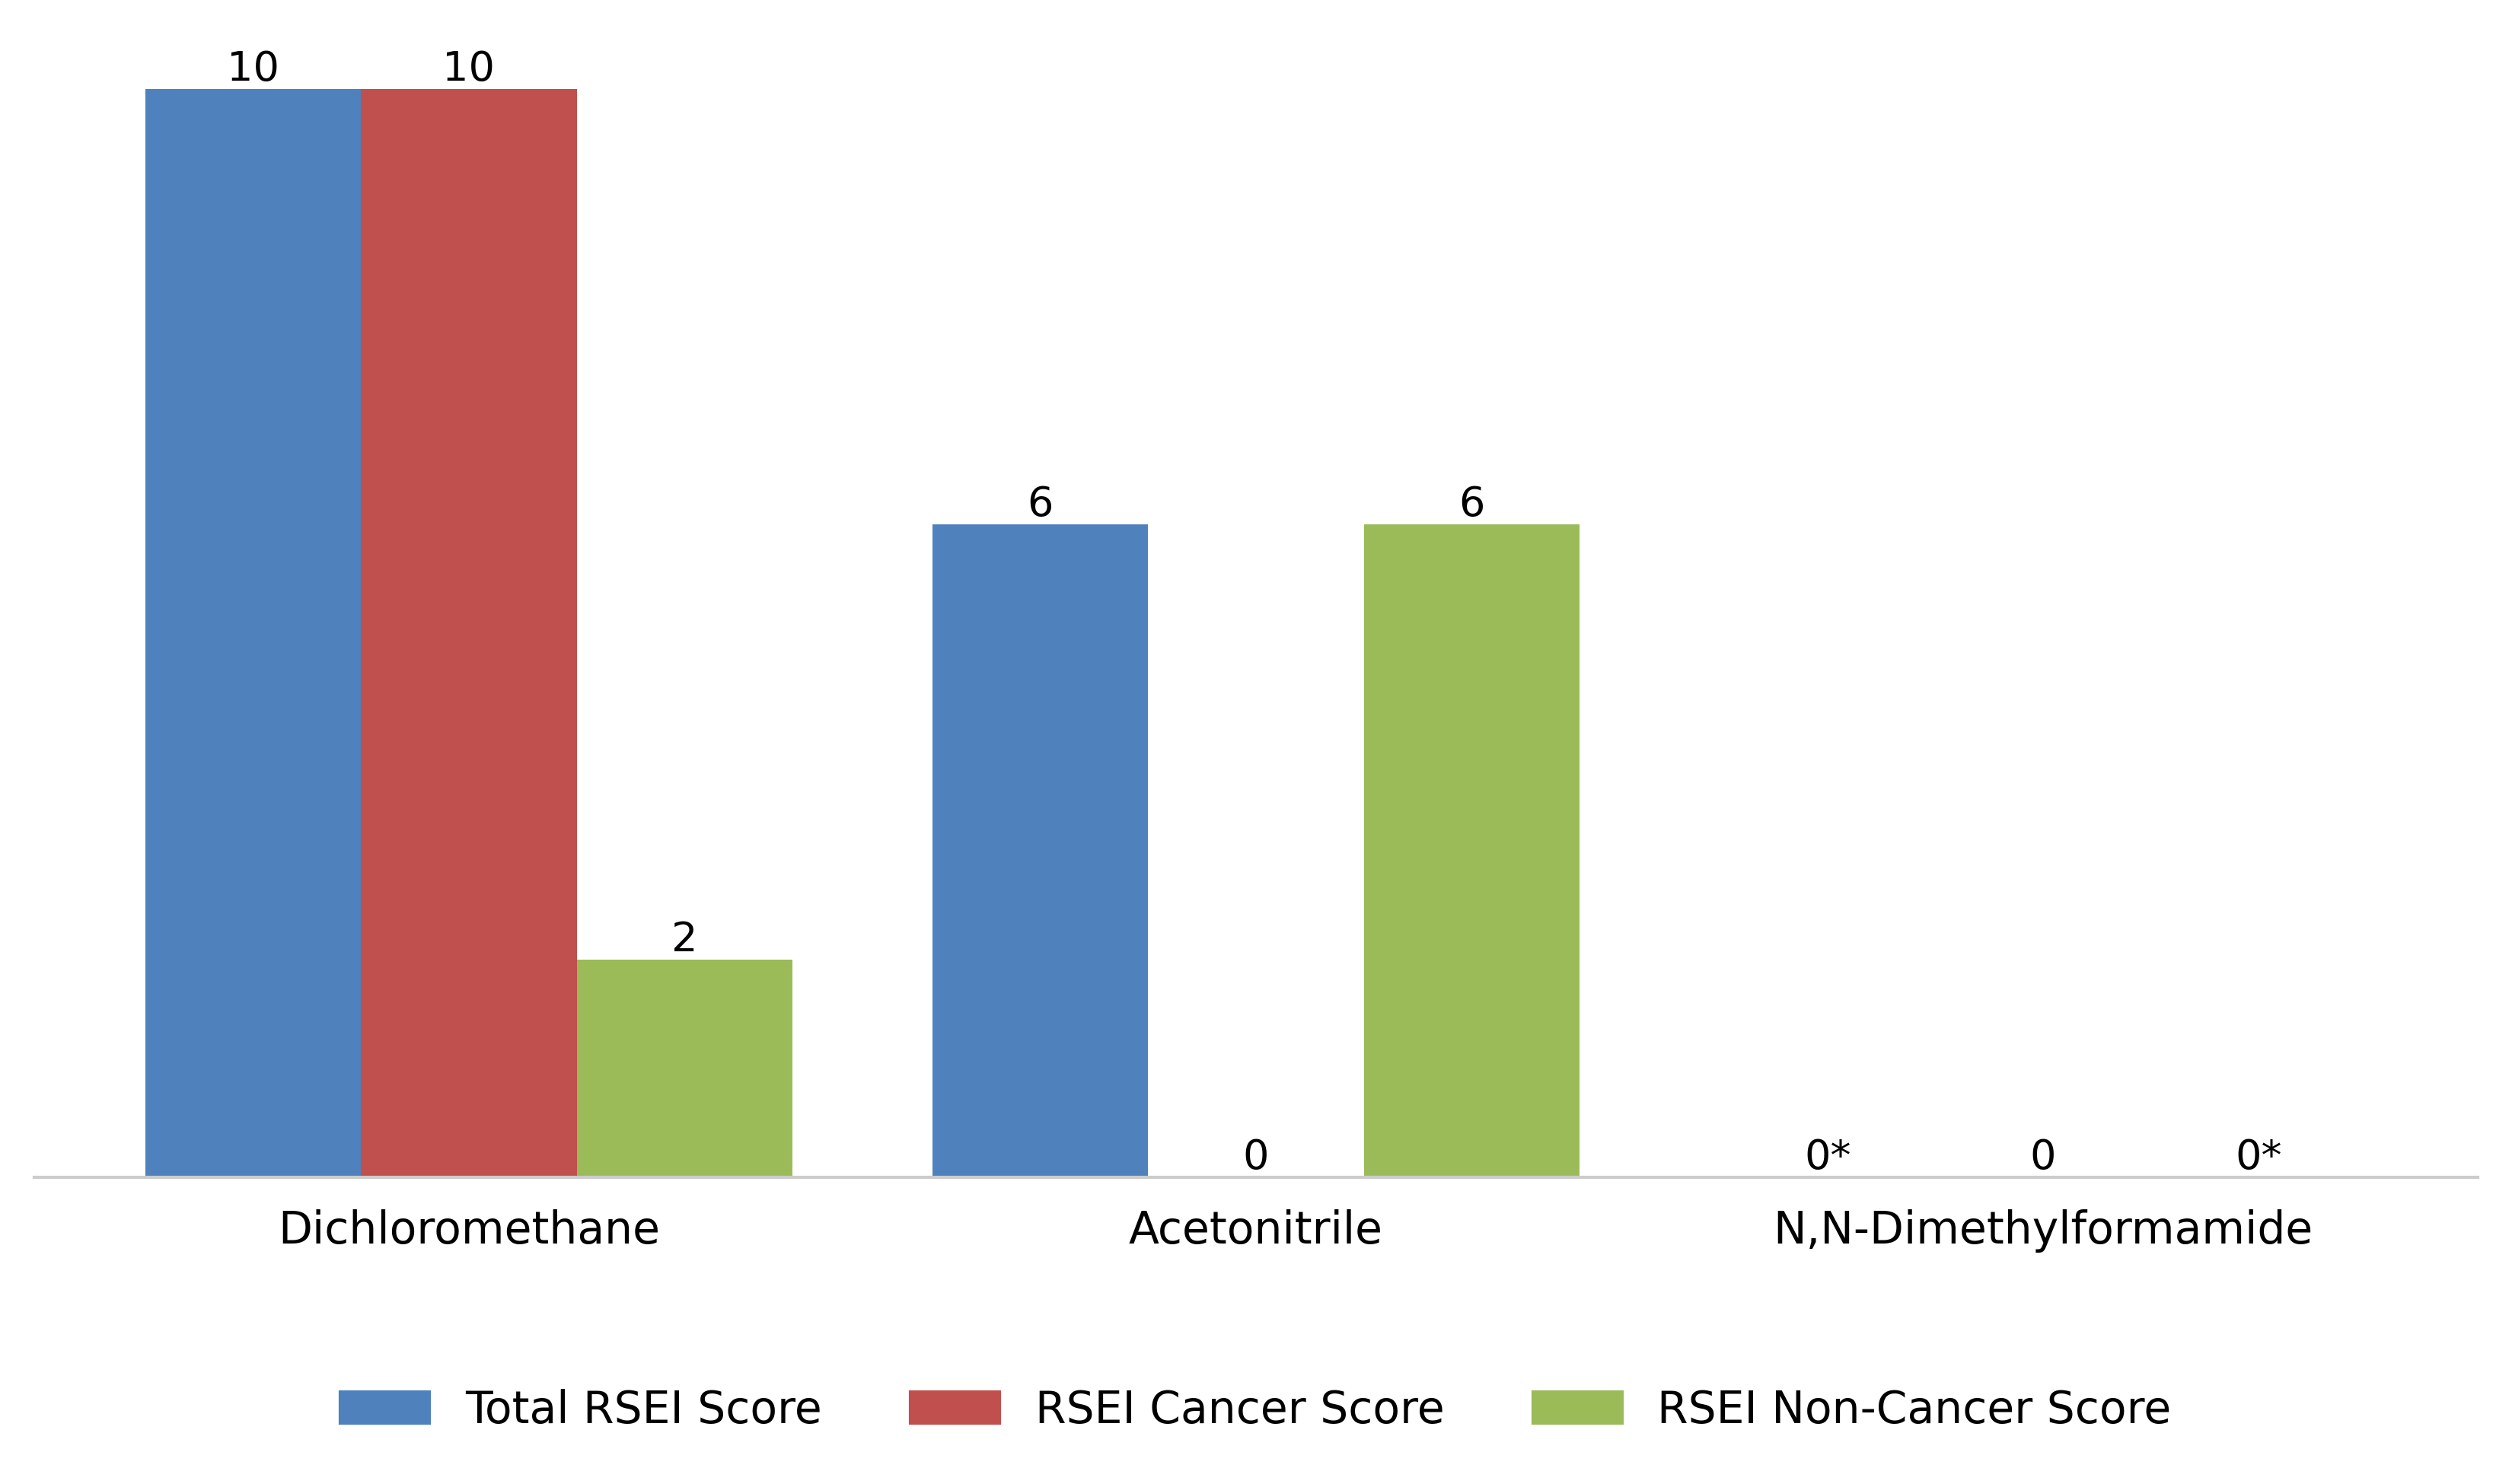 10 10
2
6 6
0
0* 0 0*
Dichloromethane Acetonitrile N,N-Dimethylformamide
Total RSEI Score RSEI Cancer Score RSEI Non-Cancer Score